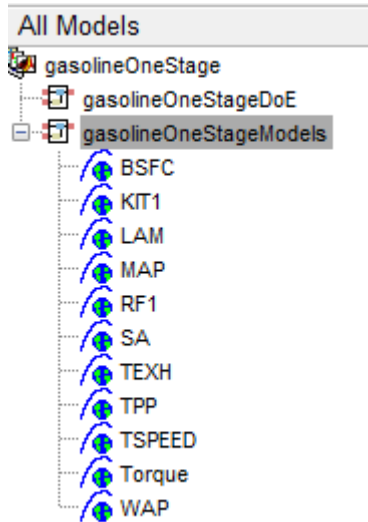 All Models
gasolineOneStage
gasolineOneStageDoE
gasolineOneStageModels
BSFC
KIT1
LAM
MAP
RF1
SA
TEXH
TPP
TSPEED
Torque
WAP